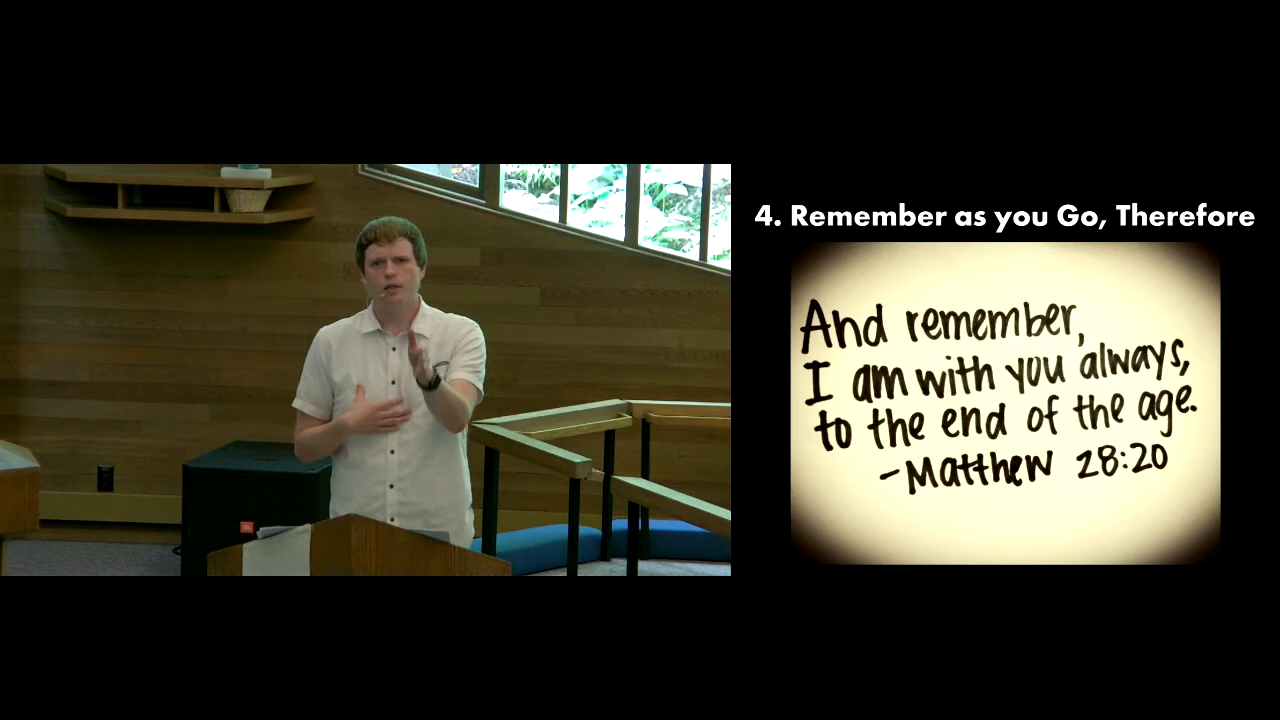 4. Remember as you Go, Therefore
And remember,
I am with you always,
to the end of the age.
-Matthew 28:20